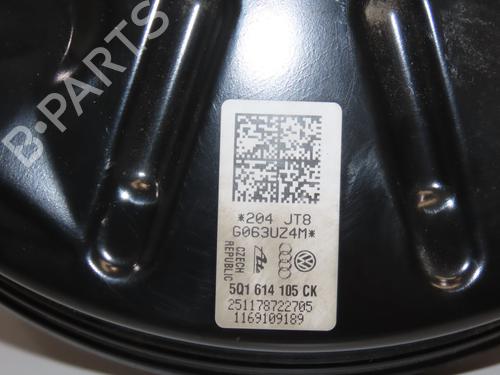 B-PARTS
*204 JT8
G063UZ4M*
CZECH
REPUBLIC
5Q1 614 105 CK
251178722705
1169109189